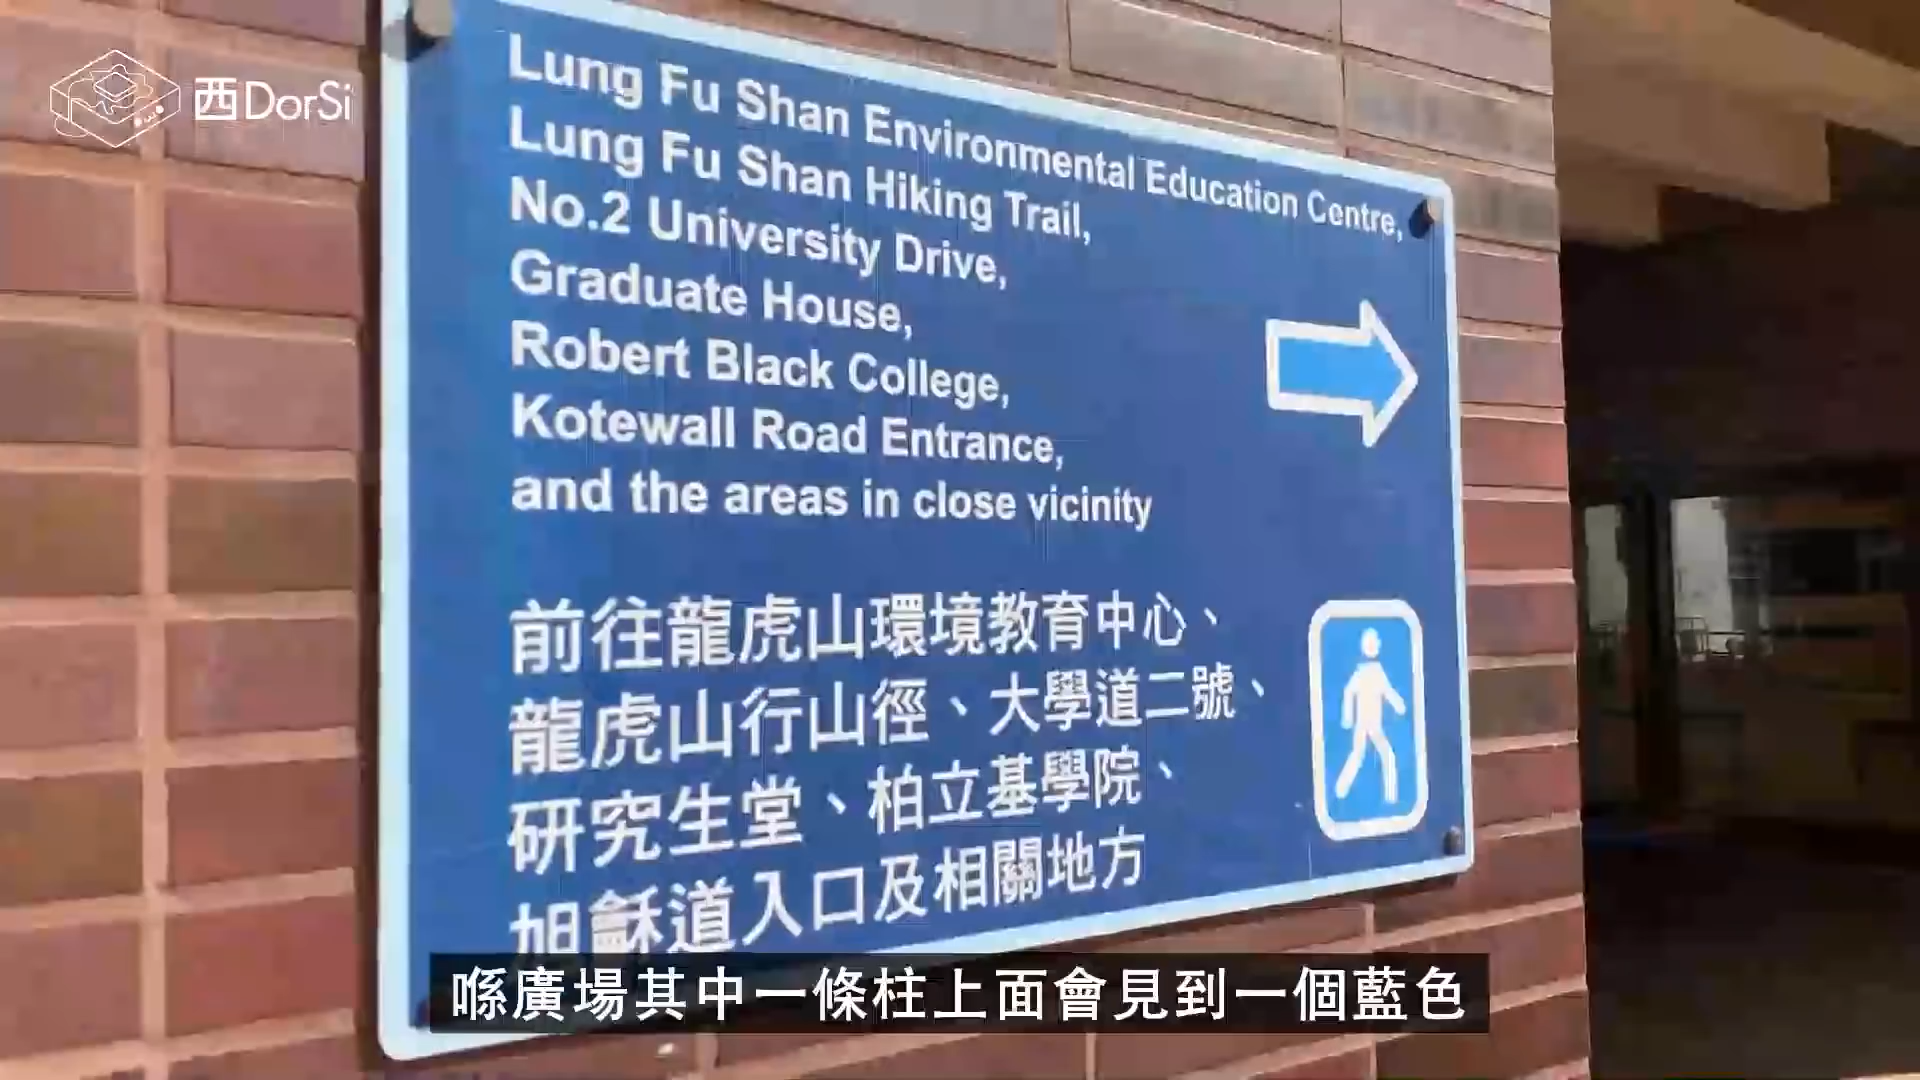 西DorSi
Lung Fu Shan Environmental Education Centre,
Lung Fu Shan Hiking Trail,
No.2 University Drive,
Graduate House,
Robert Black College,
Kotewall Road Entrance,
and the areas in close vicinity
前往龍虎山環境教育中心、
龍虎山行山徑、大學道二號、
研究生堂、柏立基學院、
旭龢道入口及相關地方
喺廣場其中一條柱上面會見到一個藍色